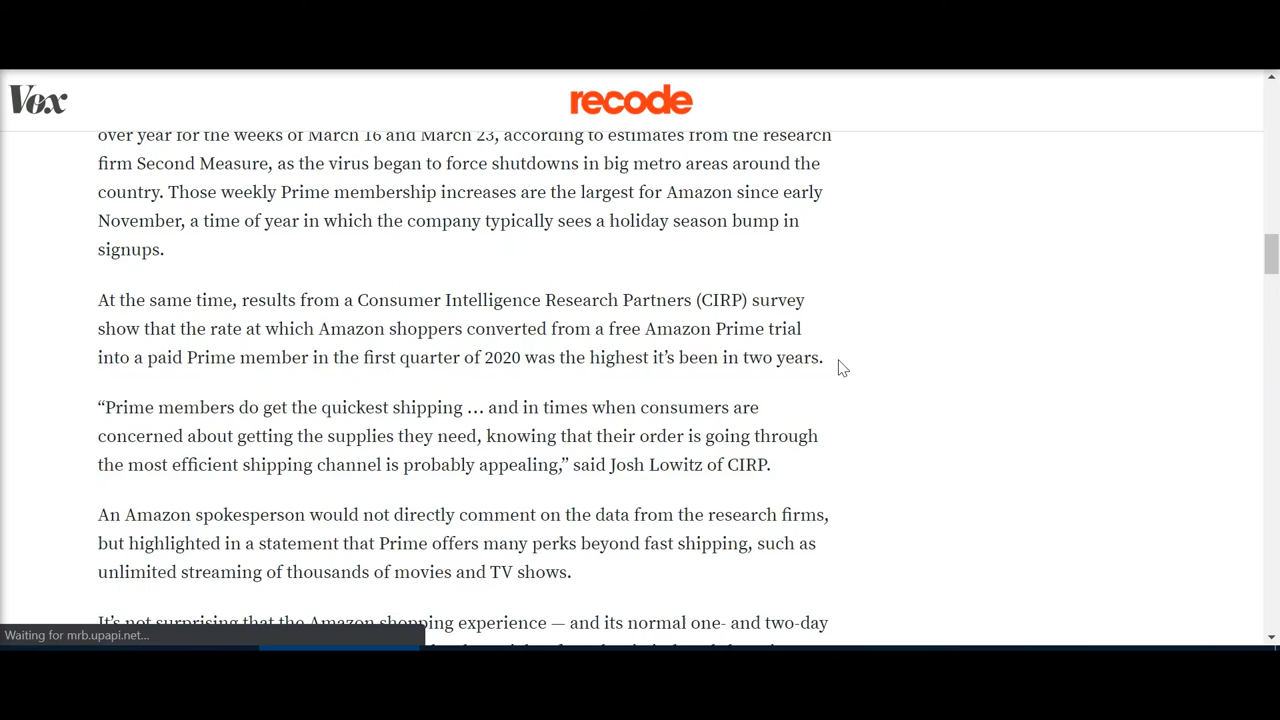 Vox
recode
over year for the weeks of March 16 and March 23, according to estimates from the research
firm Second Measure, as the virus began to force shutdowns in big metro areas around the
country. Those weekly Prime membership increases are the largest for Amazon since early
November, a time of year in which the company typically sees a holiday season bump in
signups.
At the same time, results from a Consumer Intelligence Research Partners (CIRP) survey
show that the rate at which Amazon shoppers converted from a free Amazon Prime trial
into a paid Prime member in the first quarter of 2020 was the highest it’s been in two years.
“Prime members do get the quickest shipping … and in times when consumers are
concerned about getting the supplies they need, knowing that their order is going through
the most efficient shipping channel is probably appealing,” said Josh Lowitz of CIRP.
An Amazon spokesperson would not directly comment on the data from the research firms,
but highlighted in a statement that Prime offers many perks beyond fast shipping, such as
unlimited streaming of thousands of movies and TV shows.
It’s not surprising that the Amazon shopping experience — and its normal one- and two-day
Waiting for mrb.upapi.net...